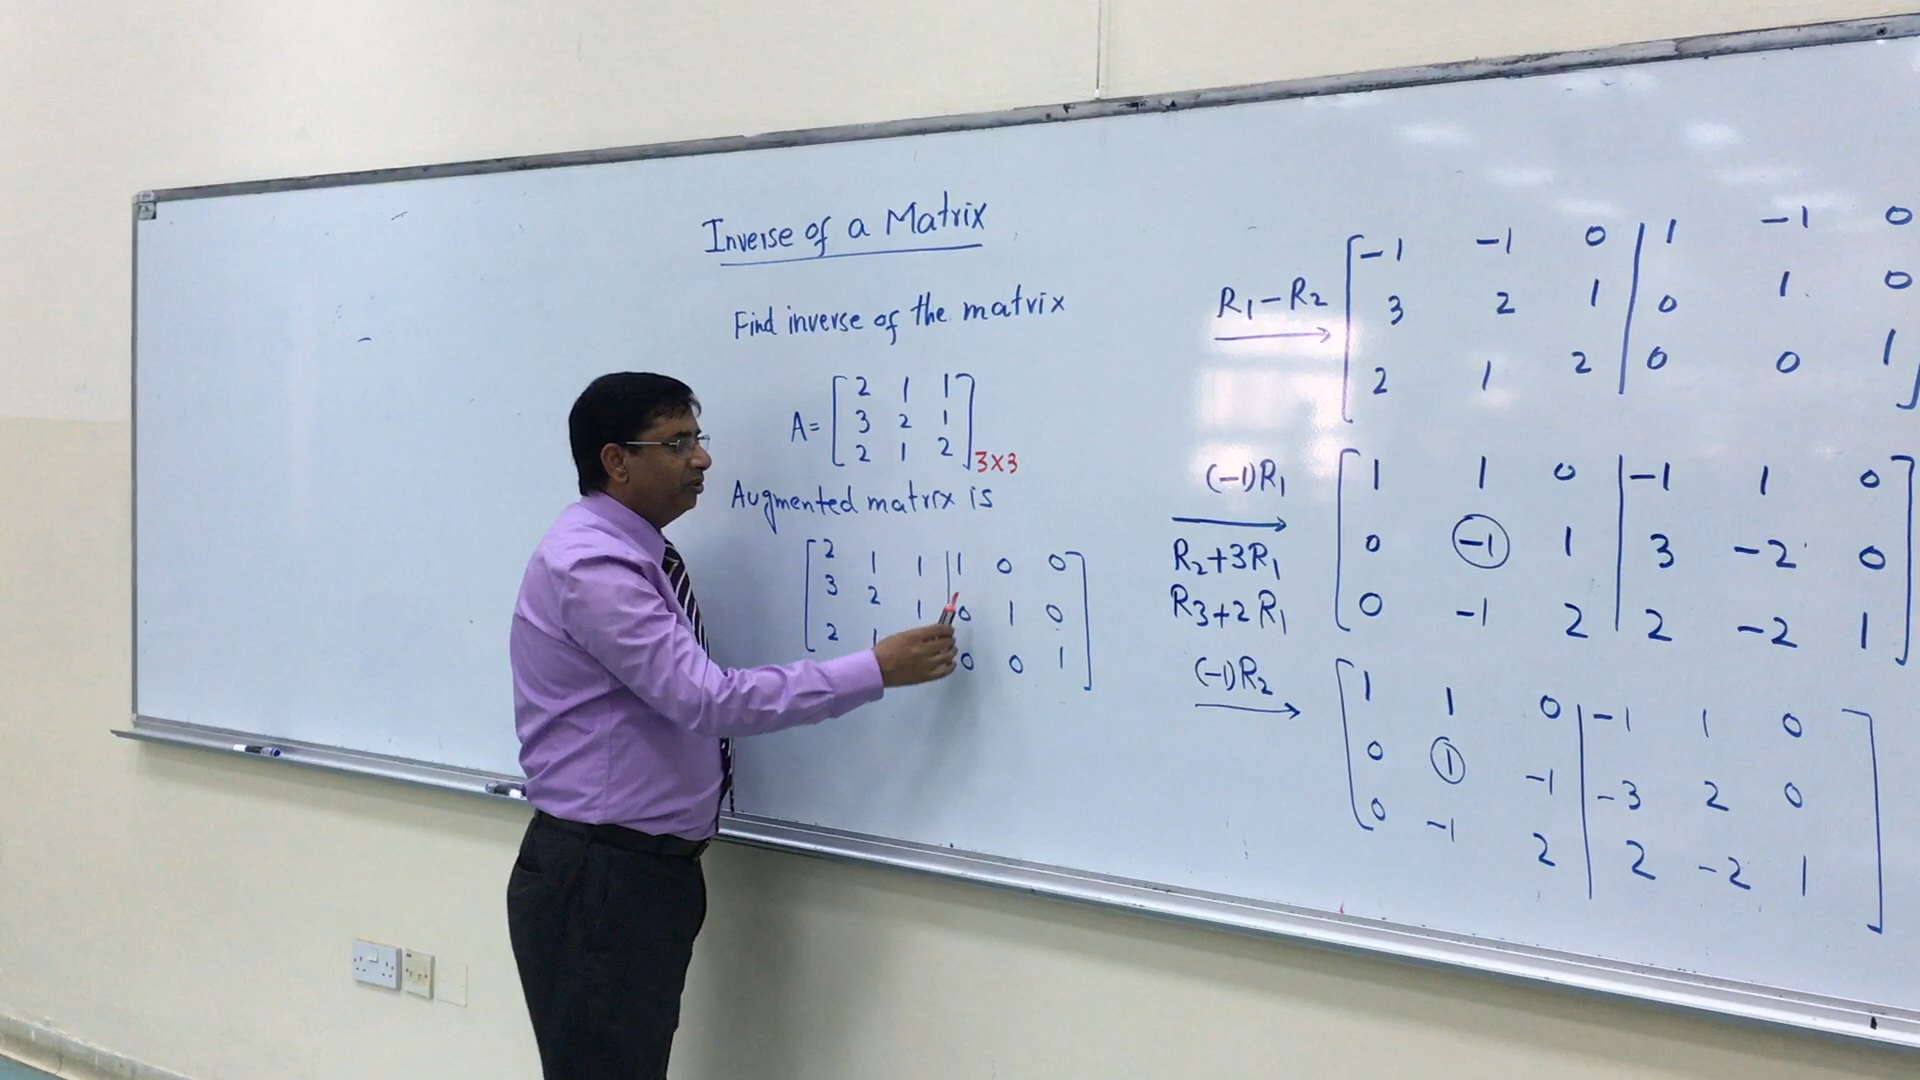 Inverse of a Matrix
Find inverse of the matrix
A =
2 1 1
3 2 1
2 1 2
3×3
Augmented matrix is
2 1 1 | 1 0 0
3 2 1 | 0 1 0
2 1 0 0 1
R1 − R2
-1 -1 0 | 1 -1 0
3 2 1 | 0 1 0
2 1 2 | 0 0 1
(-1)R1
R2+3R1
R3+2R1
1 1 0 | -1 1 0
0 -1 1 | 3 -2 0
0 -1 2 | 2 -2 1
(-1)R2
1 1 0 | -1 1 0
0 1 -1 | -3 2 0
0 -1 2 | 2 -2 1